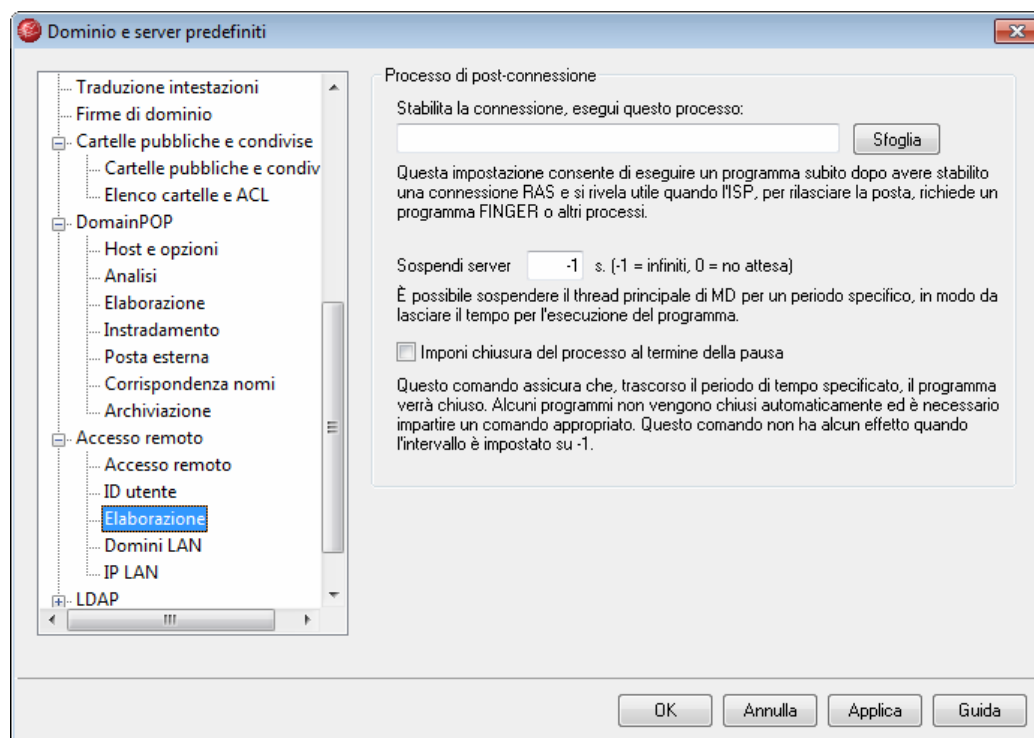 Dominio e server predefiniti
Traduzione intestazioni
Firme di dominio
Cartelle pubbliche e condivise
Cartelle pubbliche e condiv
Elenco cartelle e ACL
DomainPOP
Host e opzioni
Analisi
Elaborazione
Instradamento
Posta esterna
Corrispondenza nomi
Archiviazione
Accesso remoto
Accesso remoto
ID utente
Elaborazione
Domini LAN
IP LAN
LDAP
Processo di post-connessione
Stabilita la connessione, esegui questo processo:
Sfoglia
Questa impostazione consente di eseguire un programma subito dopo avere stabilito
una connessione RAS e si rivela utile quando l'ISP, per rilasciare la posta, richiede un
programma FINGER o altri processi.
Sospendi server -1 s. (-1 = infiniti, 0 = no attesa)
È possibile sospendere il thread principale di MD per un periodo specifico, in modo da
lasciare il tempo per l'esecuzione del programma.
Imponi chiusura del processo al termine della pausa
Questo comando assicura che, trascorso il periodo di tempo specificato, il programma
verrà chiuso. Alcuni programmi non vengono chiusi automaticamente ed è necessario
impartire un comando appropriato. Questo comando non ha alcun effetto quando
l'intervallo è impostato su -1.
OK Annulla Applica Guida